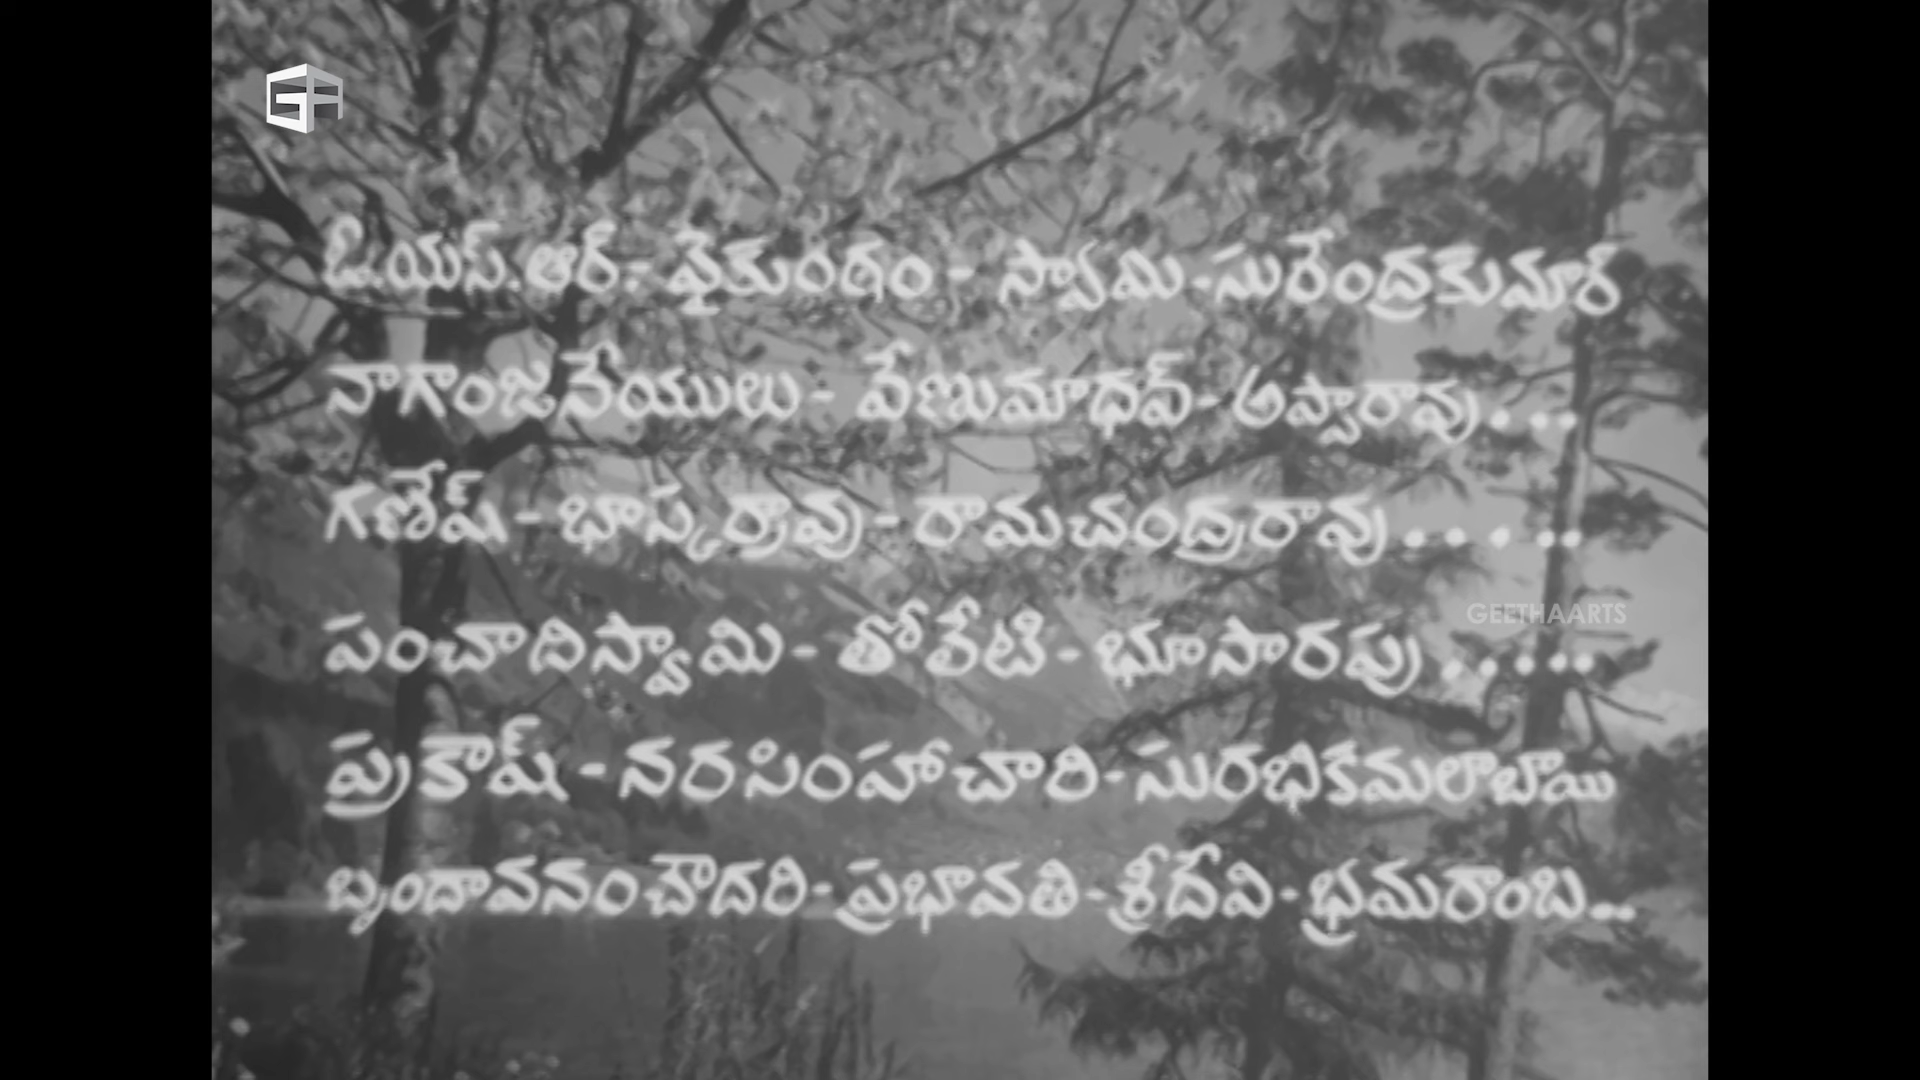 ఓ.యస్.ఆర్.- వైకుంఠం - స్వామి - సురేంద్రకుమార్
నాగాంజనేయులు - వేణుమాధవ్ - అప్పారావు....
గణేష్ - భాస్కర్రావు - రామచంద్రరావు......
GEETHAARTS
పంచాదిస్వామి - తోలేటి - భూసారపు.....
ప్రకాష్ - నరసింహాచారి - సురభికమలాబాయి
బృందావనంచౌదరి - ప్రభావతి - శ్రీదేవి - భ్రమరాంబ..